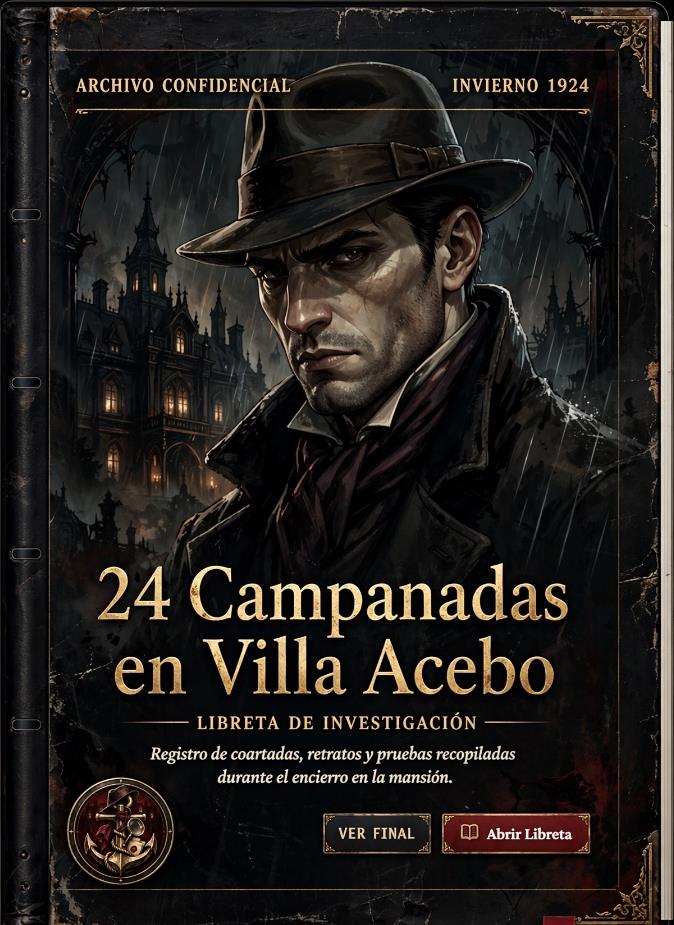 ARCHIVO CONFIDENCIAL
INVIERNO 1924
24 Campanadas
en Villa Acebo
LIBRETA DE INVESTIGACIÓN
Registro de coartadas, retratos y pruebas recopiladas
durante el encierro en la mansión.
VER FINAL
Abrir Libreta